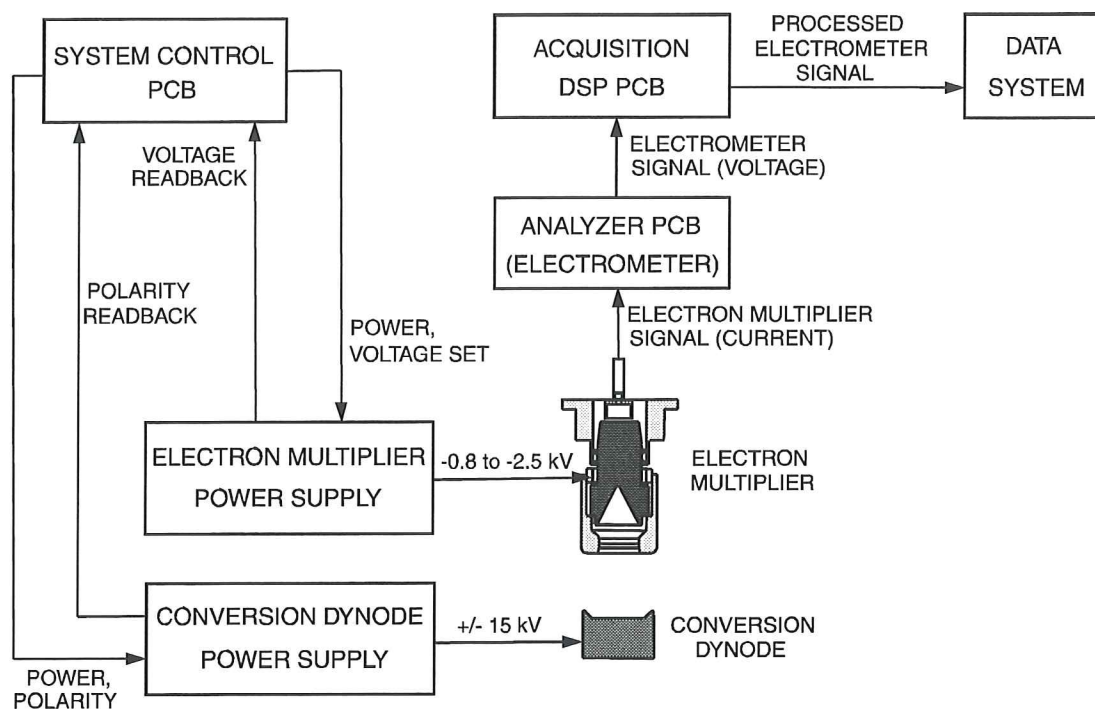 SYSTEM CONTROL
PCB
ACQUISITION
DSP PCB
PROCESSED
ELECTROMETER
SIGNAL
DATA
SYSTEM
VOLTAGE
READBACK
ELECTROMETER
SIGNAL (VOLTAGE)
ANALYZER PCB
(ELECTROMETER)
POLARITY
READBACK
POWER,
VOLTAGE SET
ELECTRON MULTIPLIER
SIGNAL (CURRENT)
ELECTRON MULTIPLIER
POWER SUPPLY
-0.8 to -2.5 kV
ELECTRON
MULTIPLIER
CONVERSION DYNODE
POWER SUPPLY
+/- 15 kV
CONVERSION
DYNODE
POWER,
POLARITY